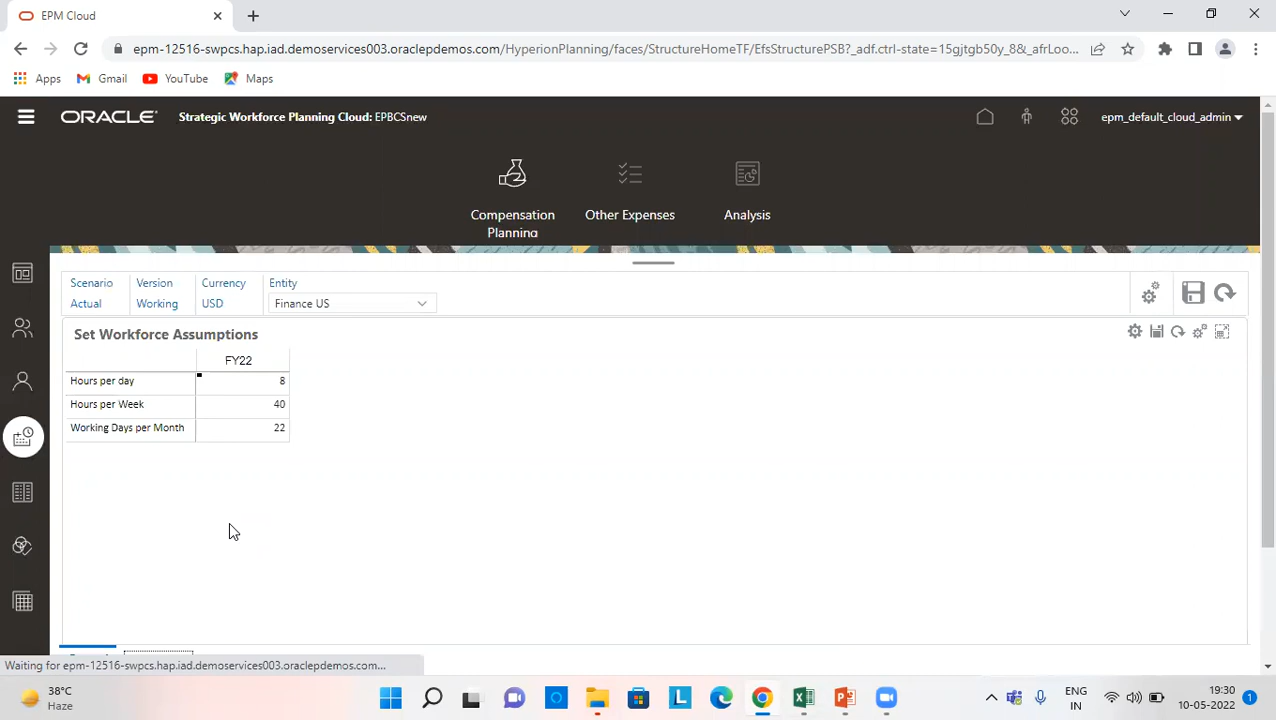 EPM Cloud
epm-12516-swpcs.hap.iad.demoservices003.oraclepdemos.com/HyperionPlanning/faces/StructureHomeTF/EfsStructurePSB?_adf.ctrl-state=15gjtgb50y_8&_afrLoo...
Apps Gmail YouTube Maps
ORACLE Strategic Workforce Planning Cloud: EPBCSnew epm_default_cloud_admin
Compensation Planning
Other Expenses
Analysis
Scenario Version Currency Entity
Actual Working USD Finance US
Set Workforce Assumptions
FY22
Hours per day 8
Hours per Week 40
Working Days per Month 22
Waiting for epm-12516-swpcs.hap.iad.demoservices003.oraclepdemos.com...
38°C
Haze
ENG
IN
19:30
10-05-2022
1